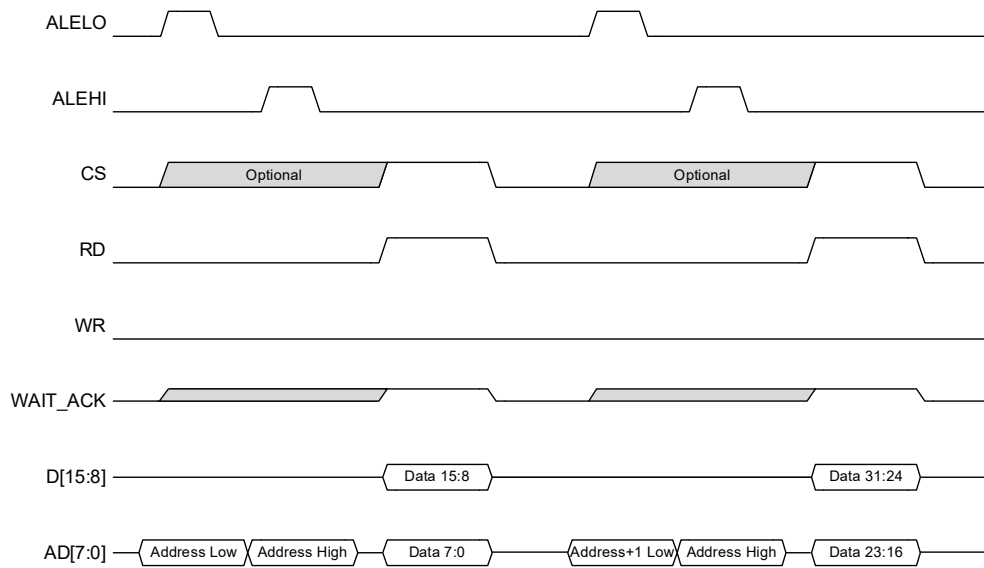 ALELO
ALEHI
CS Optional Optional
RD
WR
WAIT_ACK
D[15:8] Data 15:8 Data 31:24
AD[7:0] Address Low Address High Data 7:0 Address+1 Low Address High Data 23:16